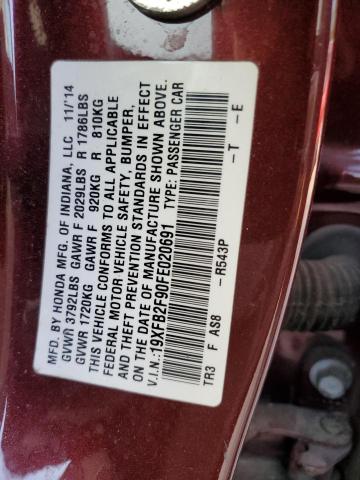 MFD. BY HONDA MFG. OF INDIANA, LLC 11/'14
GVWR 3792LBS GAWR F 2029LBS R 1786LBS
GVWR 1720KG GAWR F 920KG R 810KG
THIS VEHICLE CONFORMS TO ALL APPLICABLE
FEDERAL MOTOR VEHICLE SAFETY, BUMPER,
AND THEFT PREVENTION STANDARDS IN EFFECT
ON THE DATE OF MANUFACTURE SHOWN ABOVE.
V.I.N.:19XFB2F90FE020691 TYPE: PASSENGER CAR
TR3 F AS8 -R543P -T -E